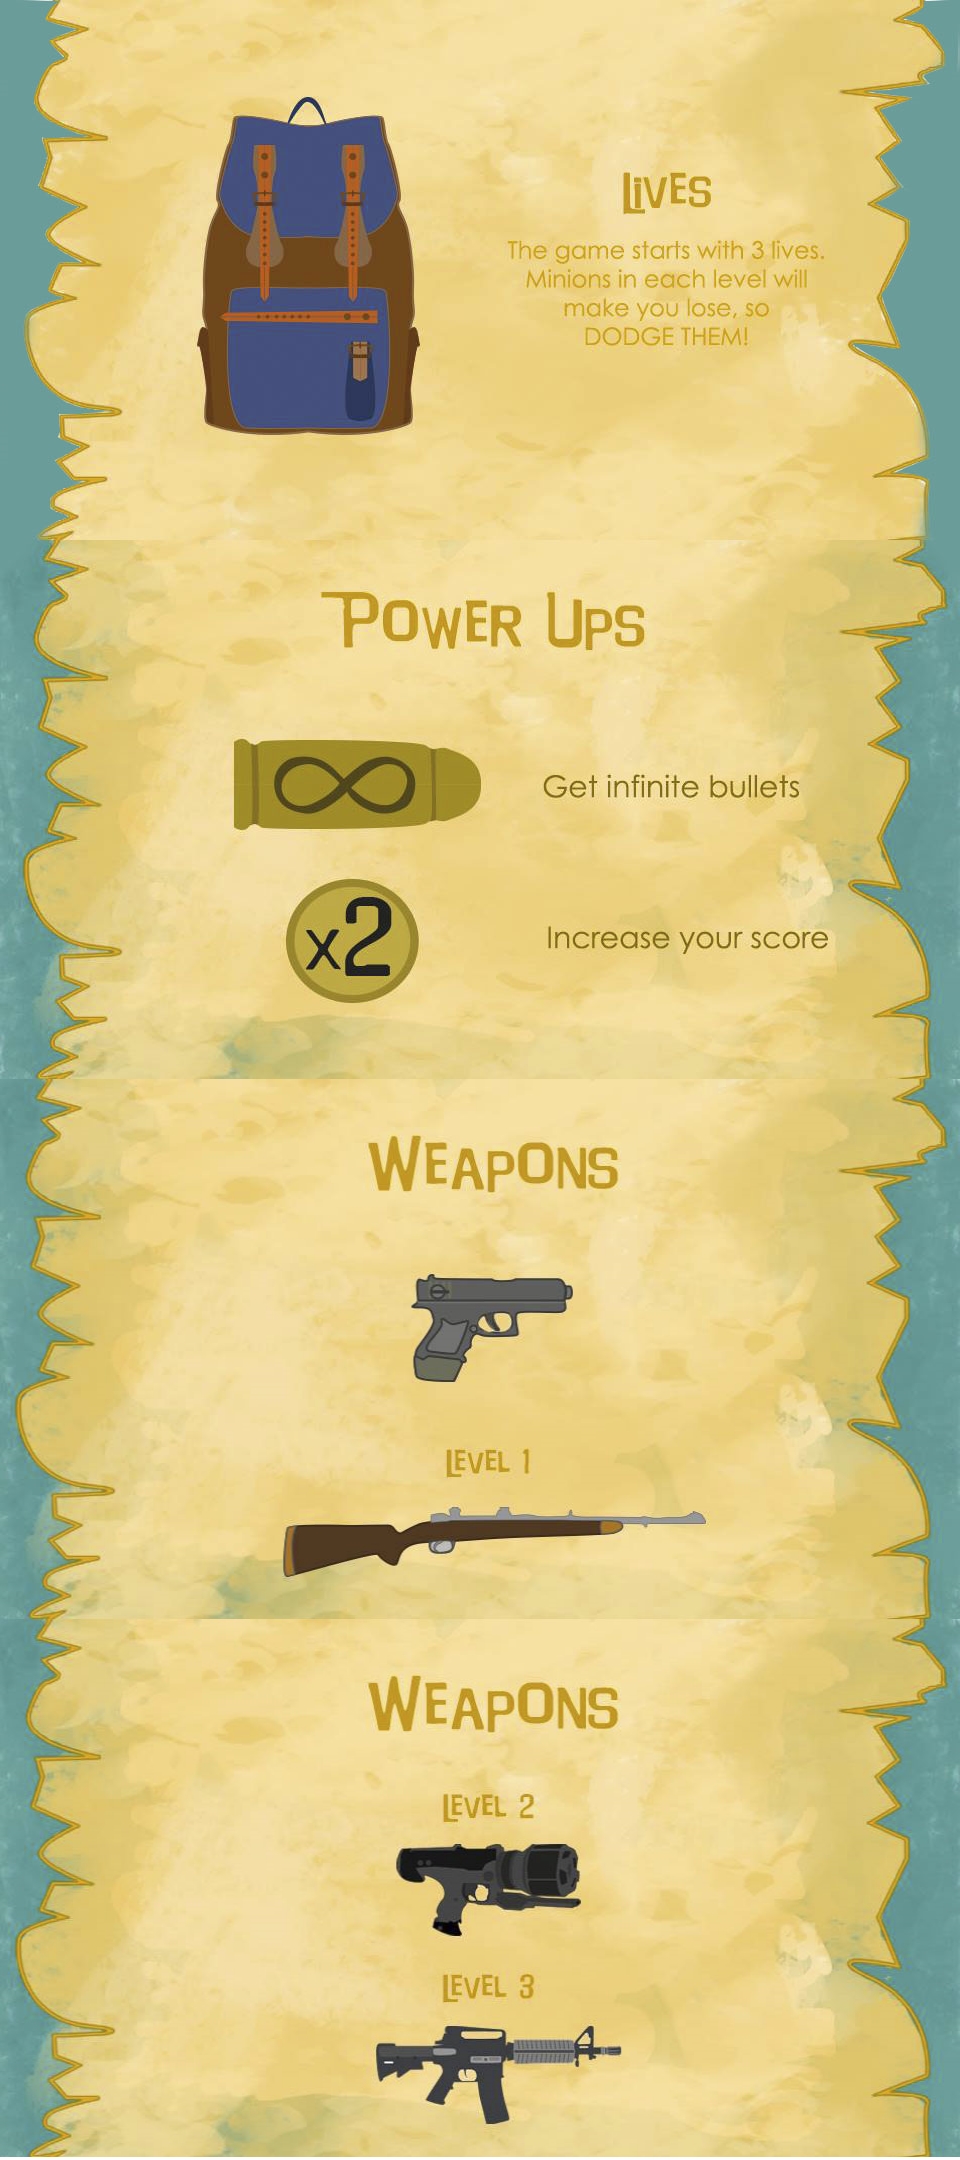 LiVES
The game starts with 3 lives.
Minions in each level will
make you lose, so
DODGE THEM!
POWER UPS
∞
Get infinite bullets
x2
Increase your score
WEAPONS
LEVEL 1
WEAPONS
LEVEL 2
LEVEL 3